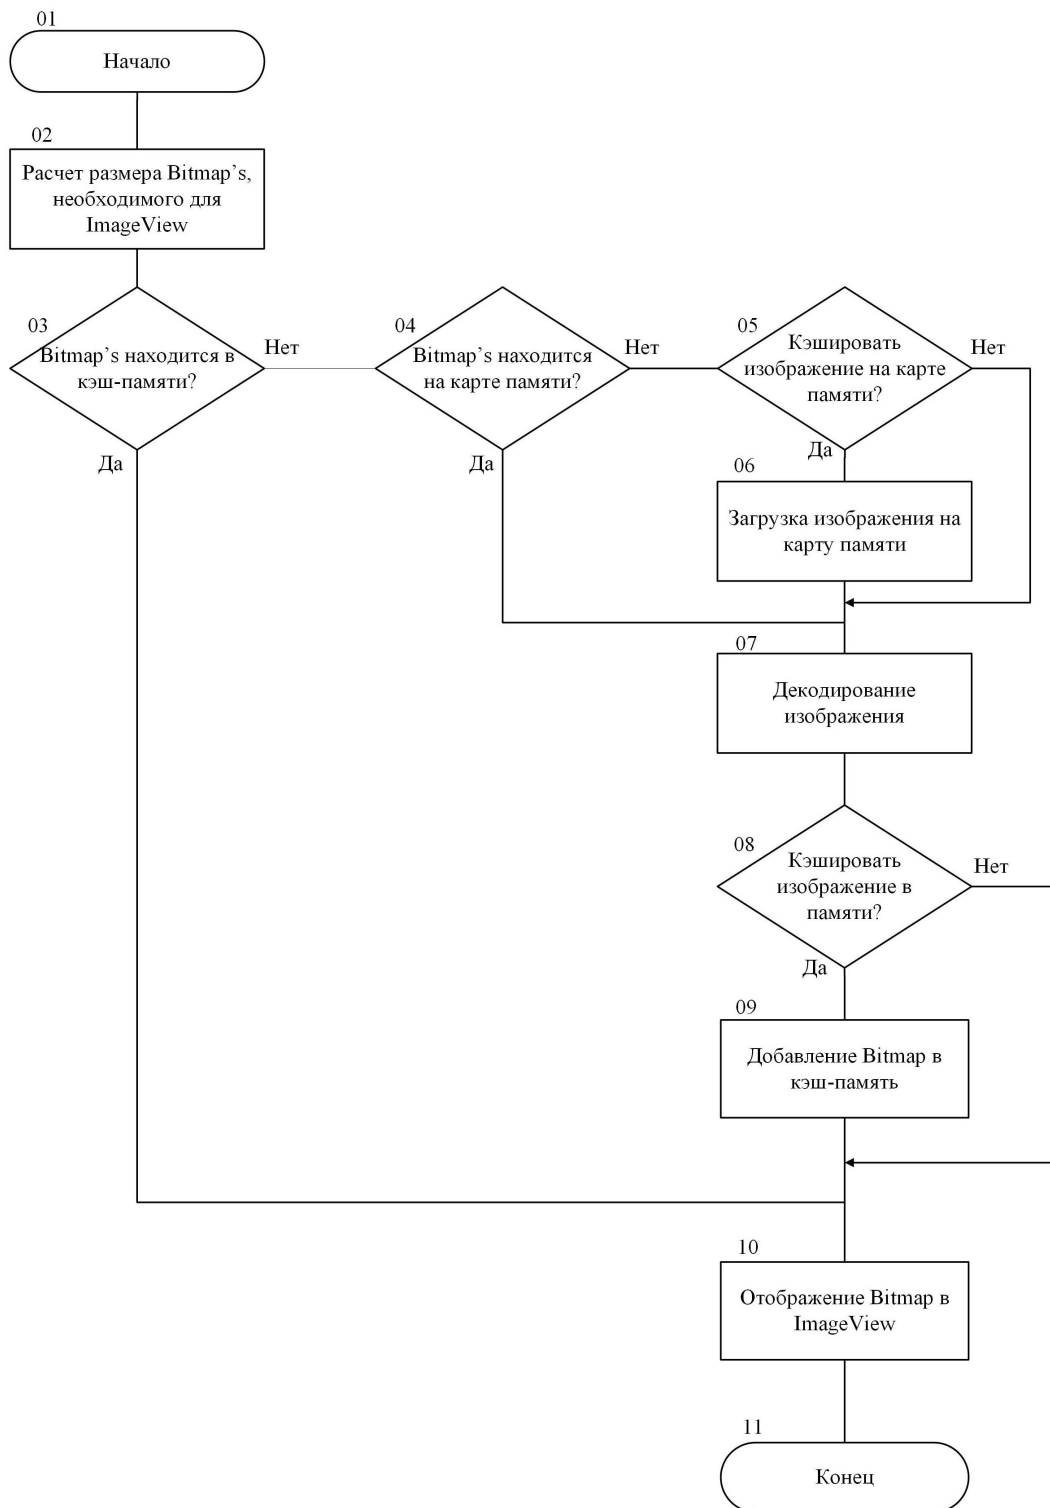 01
Начало
02
Расчет размера Bitmap’s,
необходимого для
ImageView
03
Bitmap’s находится в
кэш-памяти?
Нет
Да
04
Bitmap’s находится
на карте памяти?
Нет
Да
05
Кэшировать
изображение на карте
памяти?
Нет
Да
06
Загрузка изображения на
карту памяти
07
Декодирование
изображения
08
Кэшировать
изображение в
памяти?
Нет
Да
09
Добавление Bitmap в
кэш-память
10
Отображение Bitmap в
ImageView
11
Конец